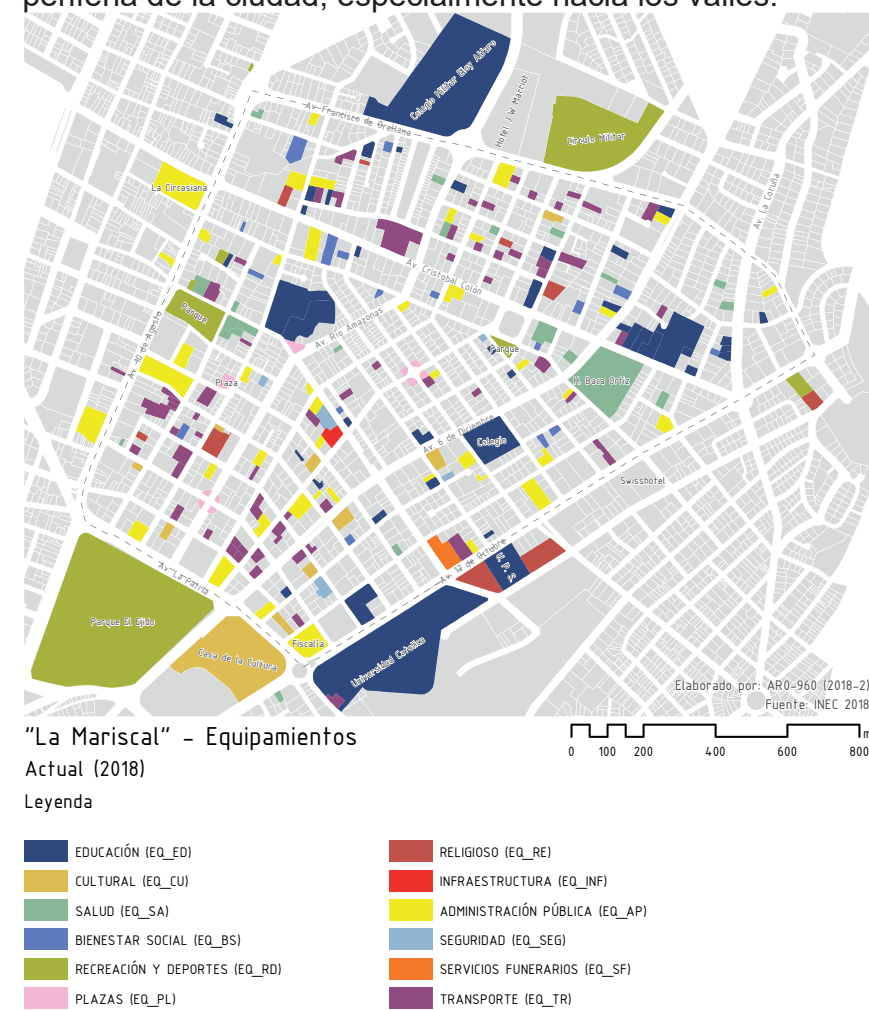 periferia de la ciudad, especialmente hacia los valles.
Colegio Militar Eloy Alfaro
Hotel J.W. Marriot
Círculo Militar
Av. Francisco de Orellana
La Circasiana
Av. La Coruña
Av. Cristobal Colón
Parque
Av. Río Amazonas
Av. 10 de Agosto
Parque
Plaza
H. Baca Ortiz
Av. 6 de Diciembre
Colegio
Swisshotel
Av. 12 de Octubre
U. P. S.
Av. La Patria
Parque El Ejido
Casa de la Cultura
Fiscalía
Universidad Católica
Elaborado por: ARO-960 (2018-2)
Fuente: INEC 2018
"La Mariscal" - Equipamientos
Actual (2018)
Leyenda
0 100 200 400 600 800
m
EDUCACIÓN (EQ_ED)
CULTURAL (EQ_CU)
SALUD (EQ_SA)
BIENESTAR SOCIAL (EQ_BS)
RECREACIÓN Y DEPORTES (EQ_RD)
PLAZAS (EQ_PL)
RELIGIOSO (EQ_RE)
INFRAESTRUCTURA (EQ_INF)
ADMINISTRACIÓN PÚBLICA (EQ_AP)
SEGURIDAD (EQ_SEG)
SERVICIOS FUNERARIOS (EQ_SF)
TRANSPORTE (EQ_TR)